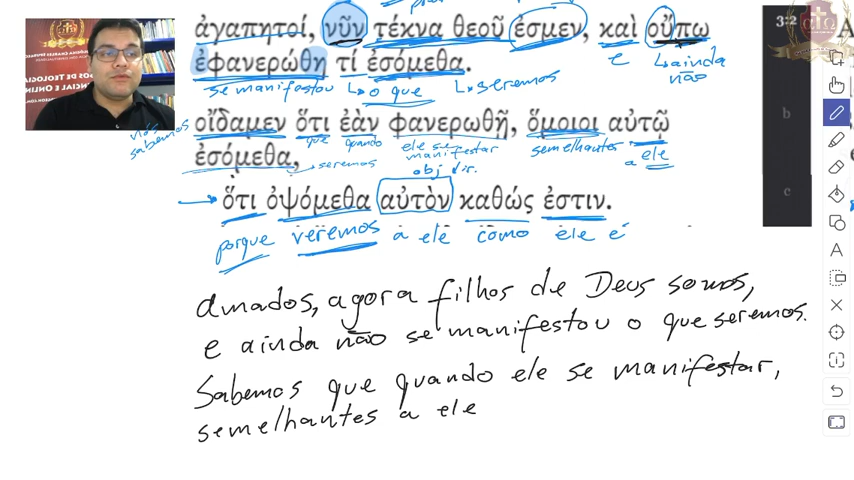 ἀγαπητοί, νῦν τέκνα θεοῦ ἐσμεν, καὶ οὔπω
ἐφανερώθη τί ἐσόμεθα.
se manifestou o que seremos e ainda não
οἴδαμεν ὅτι ἐὰν φανερωθῇ, ὅμοιοι αὐτῷ
nós sabemos que quando ele se manifestar semelhantes a ele
obj dir.
ἐσόμεθα,
seremos
ὅτι ὀψόμεθα αὐτὸν καθώς ἐστιν.
porque veremos a ele como ele é
amados, agora filhos de Deus somos,
e ainda não se manifestou o que seremos.
Sabemos que quando ele se manifestar,
semelhantes a ele
3:2
b
c
A